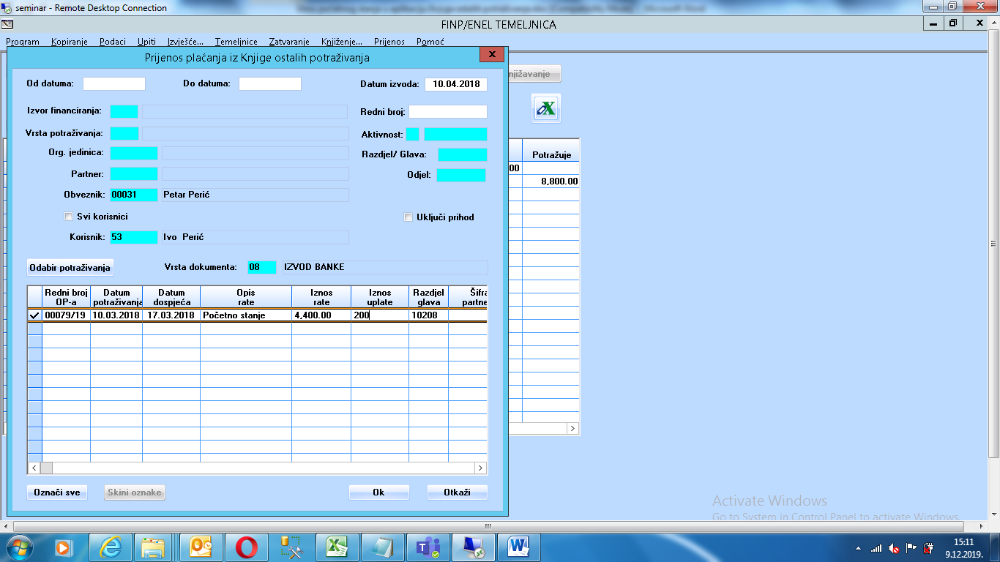 seminar - Remote Desktop Connection
FINP/ENEL TEMELJNICA
Program Kopiranje Podaci Upiti Izvješće... Temeljnice Zatvaranje Knjiženje... Prijenos Pomoć
Prijenos plaćanja iz Knjige ostalih potraživanja
Od datuma: Do datuma: Datum izvoda: 10.04.2018
njižavanje
Izvor financiranja: Redni broj:
Vrsta potraživanja: Aktivnost:
Org. jedinica: Razdjel/ Glava:
Potražuje
Partner: Odjel:
00
8,800.00
Obveznik: 00031 Petar Perić
Svi korisnici Uključi prihod
Korisnik: 53 Ivo Perić
Odabir potraživanja Vrsta dokumenta: 08 IZVOD BANKE
Redni broj Datum Datum Opis Iznos Iznos Razdjel Šifra
OP-a potraživanja dospjeća rate rate uplate glava partne
00079/19 10.03.2018 17.03.2018 Početno stanje 4,400.00 200 10208
Označi sve Skini oznake Ok Otkaži
Activate Windows
Go to System in Control Panel to activate Windows.
15:11
9.12.2019.